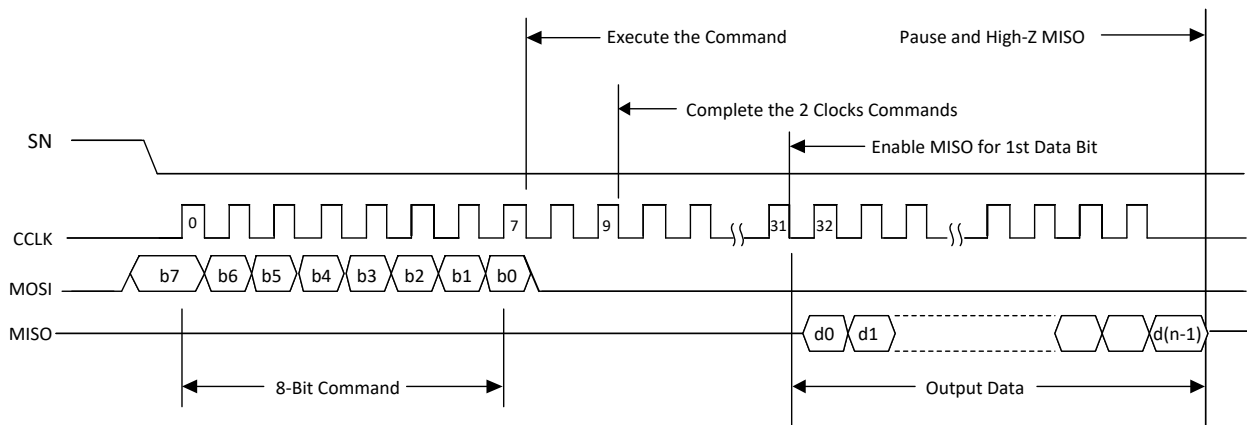 Execute the Command
Pause and High-Z MISO
Complete the 2 Clocks Commands
SN
Enable MISO for 1st Data Bit
0
7
9
31
32
CCLK
b7
b6
b5
b4
b3
b2
b1
b0
MOSI
MISO
d0
d1
d(n-1)
8-Bit Command
Output Data